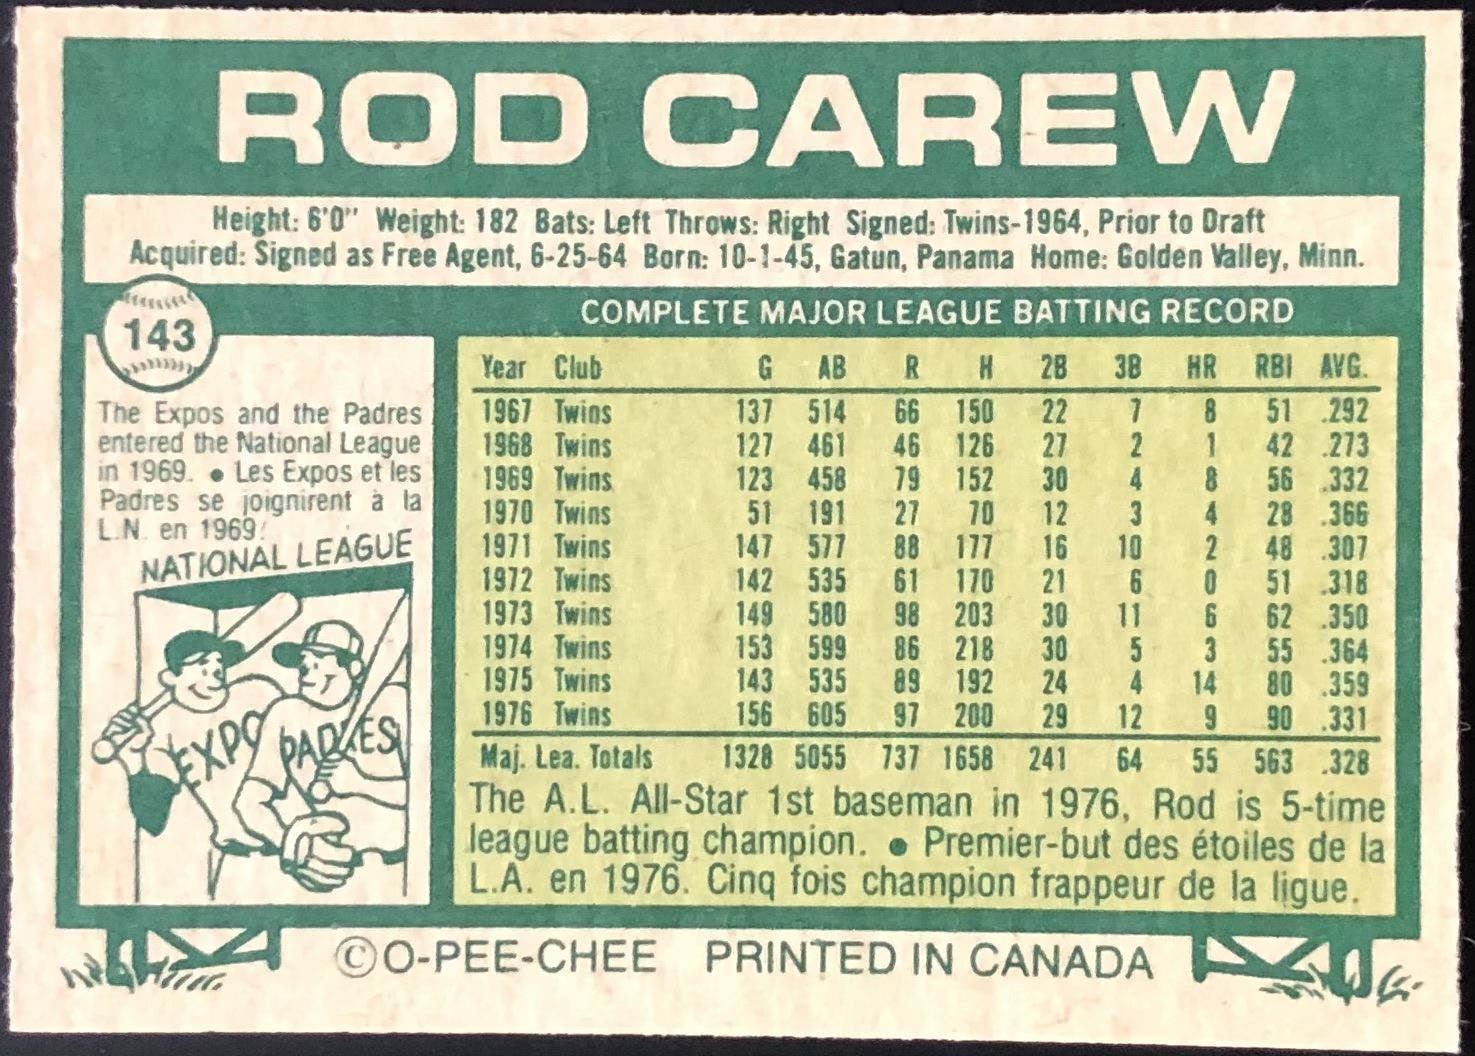 ROD CAREW
Height: 6'0" Weight: 182 Bats: Left Throws: Right Signed: Twins-1964, Prior to Draft
Acquired: Signed as Free Agent, 6-25-64 Born: 10-1-45, Gatun, Panama Home: Golden Valley, Minn.
143
The Expos and the Padres
entered the National League
in 1969. • Les Expos et les
Padres se joignirent à la
L.N. en 1969.
NATIONAL LEAGUE
EXPO PADRES
COMPLETE MAJOR LEAGUE BATTING RECORD
Year Club G AB R H 2B 3B HR RBI AVG.
1967 Twins 137 514 66 150 22 7 8 51 .292
1968 Twins 127 461 46 126 27 2 1 42 .273
1969 Twins 123 458 79 152 30 4 8 56 .332
1970 Twins 51 191 27 70 12 3 4 28 .366
1971 Twins 147 577 88 177 16 10 2 48 .307
1972 Twins 142 535 61 170 21 6 0 51 .318
1973 Twins 149 580 98 203 30 11 6 62 .350
1974 Twins 153 599 86 218 30 5 3 55 .364
1975 Twins 143 535 89 192 24 4 14 80 .359
1976 Twins 156 605 97 200 29 12 9 90 .331
Maj. Lea. Totals 1328 5055 737 1658 241 64 55 563 .328
The A.L. All-Star 1st baseman in 1976, Rod is 5-time
league batting champion. • Premier-but des étoiles de la
L.A. en 1976. Cinq fois champion frappeur de la ligue.
©O-PEE-CHEE PRINTED IN CANADA